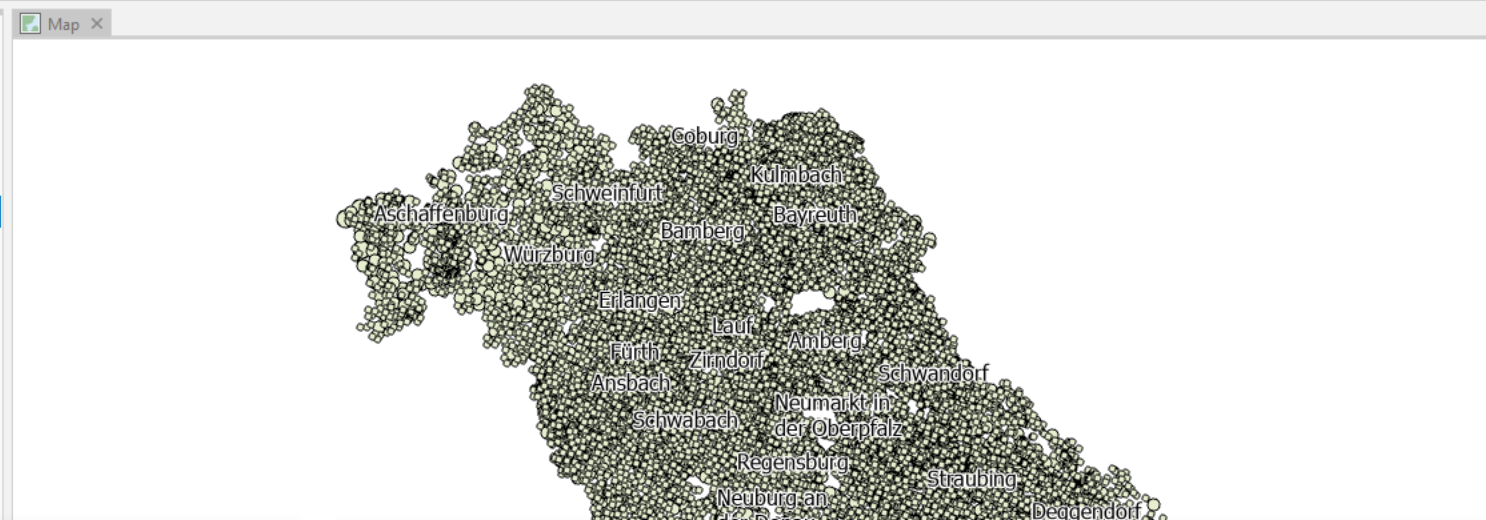 Map
Coburg
Kulmbach
Schweinfurt
Aschaffenburg
Bayreuth
Bamberg
Würzburg
Erlangen
Lauf
Amberg
Fürth
Zirndorf
Schwandorf
Ansbach
Neumarkt in
der Oberpfalz
Schwabach
Regensburg
Straubing
Neuburg an
Deggendorf